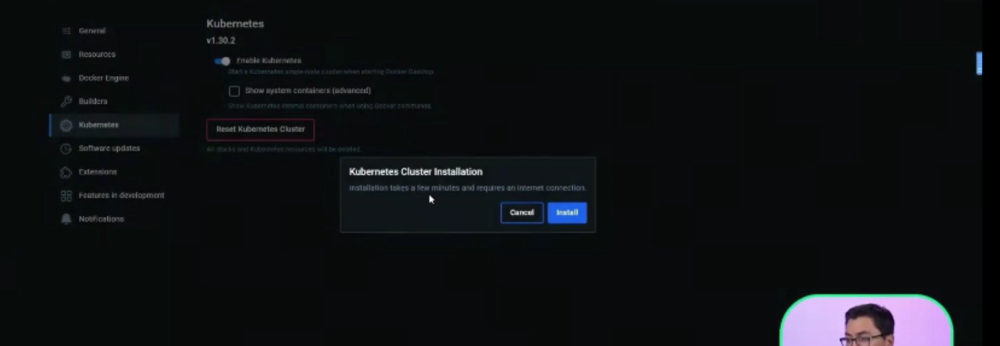 Kubernetes
v1.30.2
General
Resources
Docker Engine
Builders
Kubernetes
Software updates
Extensions
Features in development
Notifications
Enable Kubernetes
Start a Kubernetes single-node cluster when starting Docker Desktop.
Show system containers (advanced)
Show Kubernetes internal containers when using Docker commands.
Reset Kubernetes Cluster
All stacks and Kubernetes resources will be deleted.
Kubernetes Cluster Installation
Installation takes a few minutes and requires an internet connection.
Cancel
Install